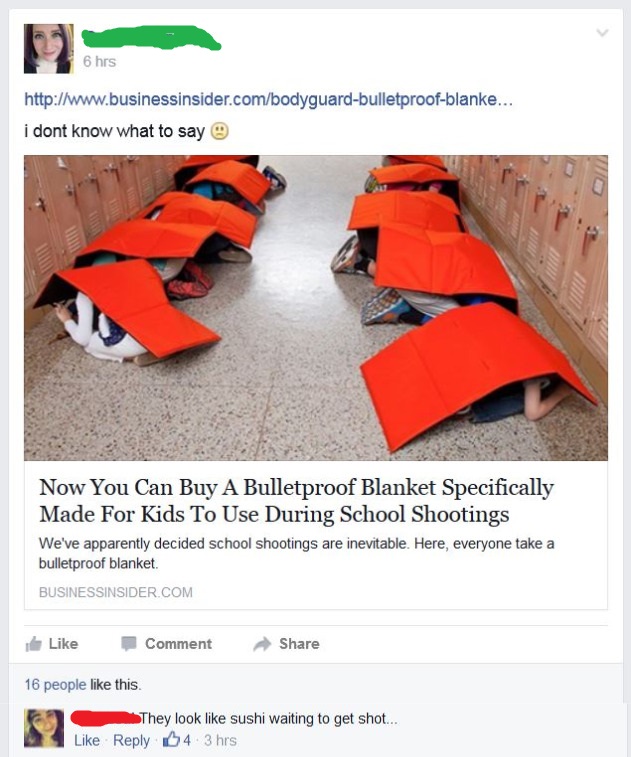 6 hrs
http://www.businessinsider.com/bodyguard-bulletproof-blanke...
i dont know what to say
Now You Can Buy A Bulletproof Blanket Specifically
Made For Kids To Use During School Shootings
We've apparently decided school shootings are inevitable. Here, everyone take a
bulletproof blanket.
BUSINESSINSIDER.COM
Like Comment Share
16 people like this.
They look like sushi waiting to get shot...
Like · Reply · 4 · 3 hrs